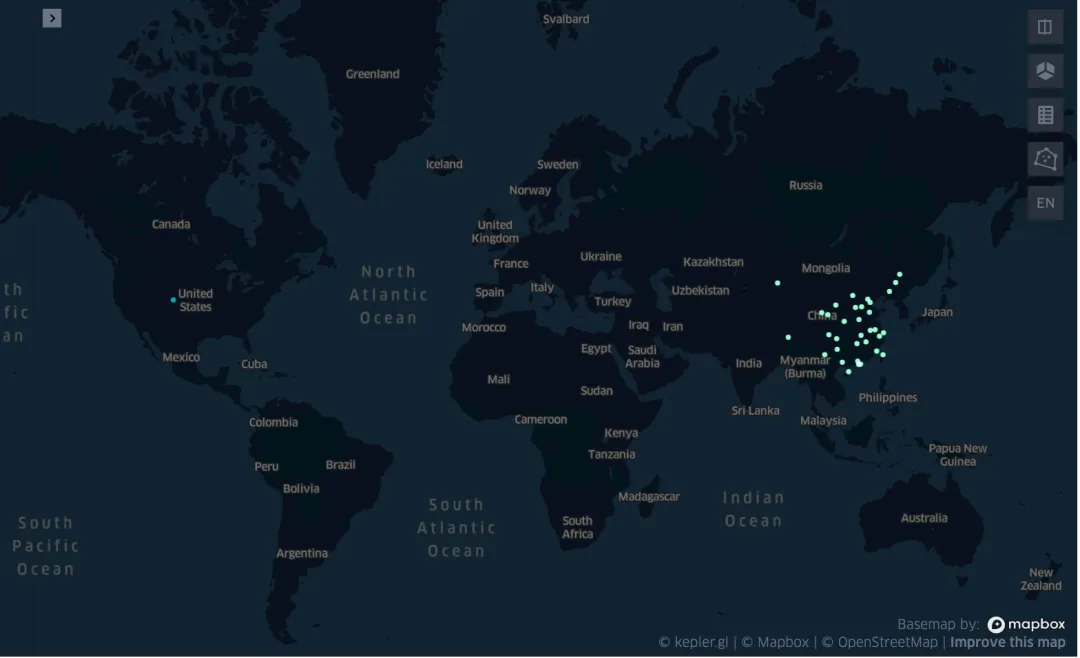 Svalbard
Greenland
Iceland
Sweden
Norway
Russia
Canada
United
Kingdom
France
Ukraine
Kazakhstan
Mongolia
EN
North
Atlantic
Ocean
Spain
Italy
Turkey
Uzbekistan
United
States
th
fic
an
China
Japan
Morocco
Iraq
Iran
Mexico
Cuba
Egypt
Saudi
Arabia
India
Myanmar
(Burma)
Mali
Sudan
Philippines
Sri Lanka
Malaysia
Colombia
Cameroon
Kenya
Tanzania
Peru
Brazil
Bolivia
Papua New
Guinea
Madagascar
Indian
Ocean
South
Atlantic
Ocean
South
Africa
Australia
South
Pacific
Ocean
Argentina
New
Zealand
Basemap by: mapbox
© kepler.gl | © Mapbox | © OpenStreetMap | Improve this map